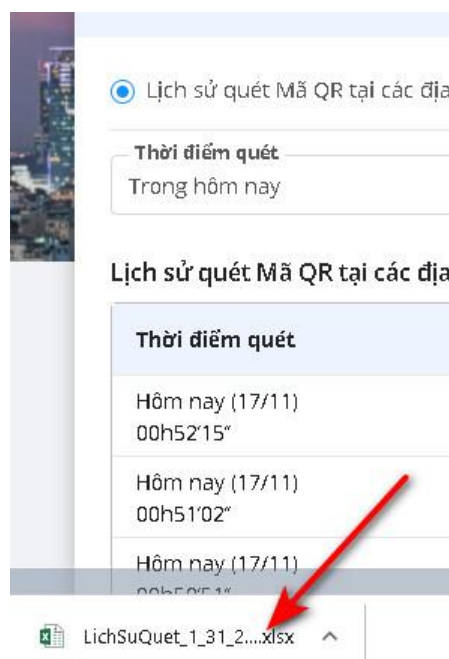 Lịch sử quét Mã QR tại các địa
Thời điểm quét
Trong hôm nay
Lịch sử quét Mã QR tại các địa
Thời điểm quét
Hôm nay (17/11)
00h52'15"
Hôm nay (17/11)
00h51'02"
Hôm nay (17/11)
LichSuQuet_1_31_2....xlsx